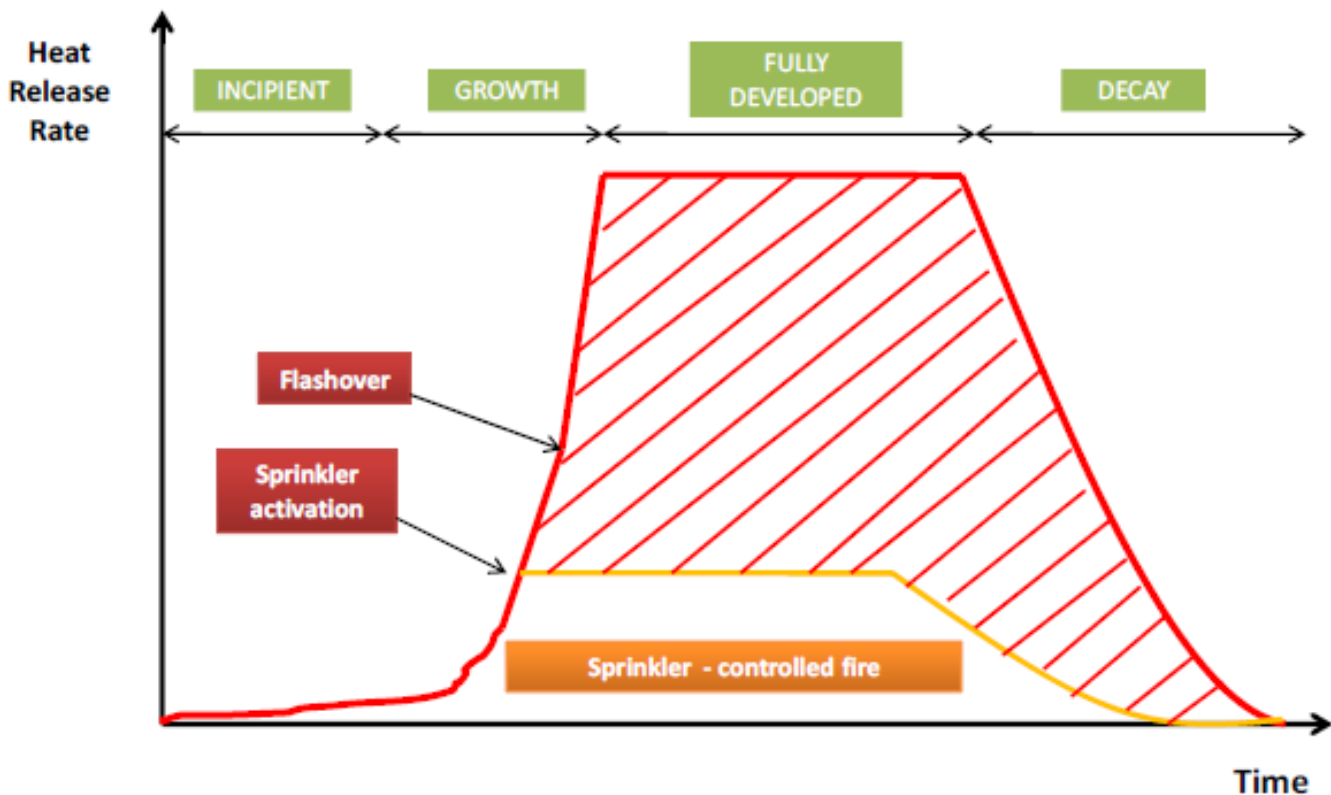 Heat
Release
Rate
INCIPIENT
GROWTH
FULLY
DEVELOPED
DECAY
Flashover
Sprinkler
activation
Sprinkler - controlled fire
Time